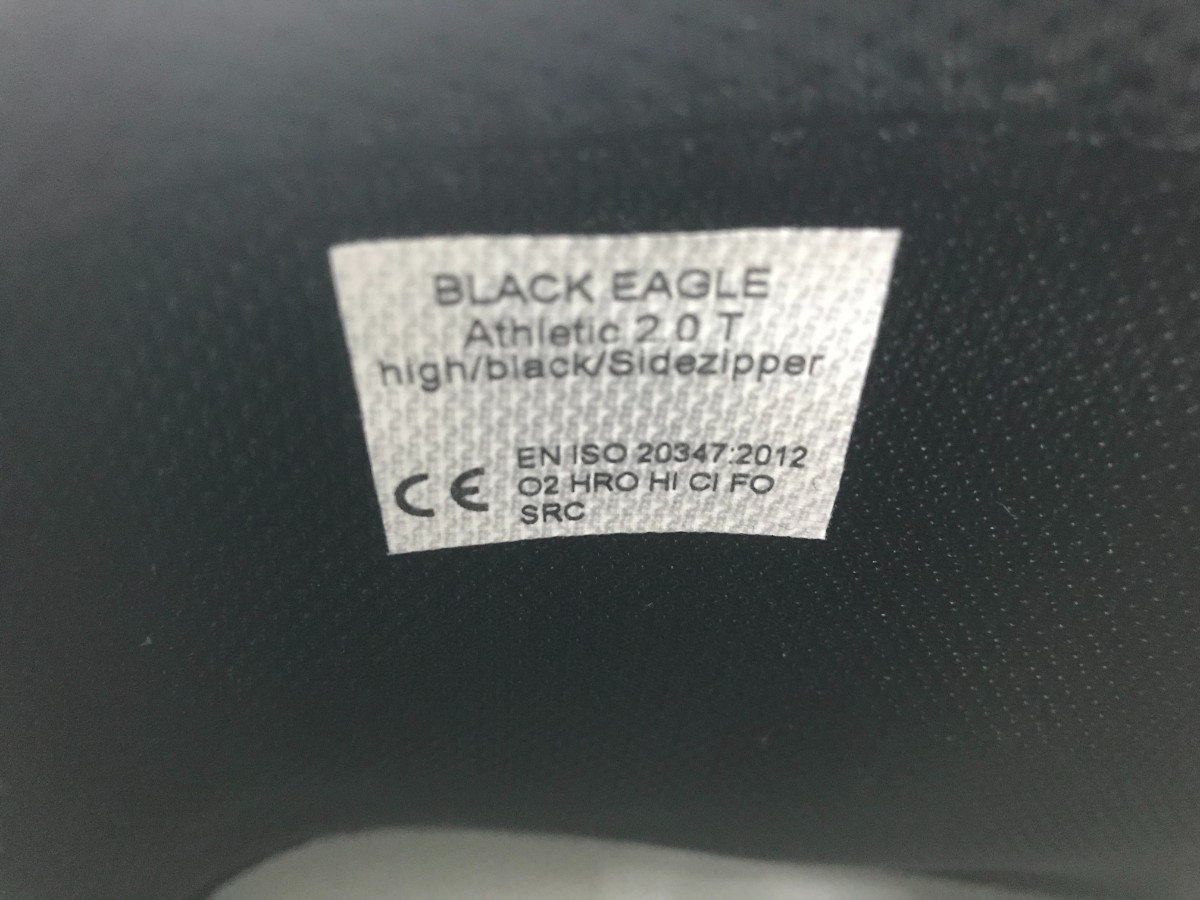 BLACK EAGLE
Athletic 2.0 T
high/black/Sidezipper
EN ISO 20347:2012
CE O2 HRO HI CI FO
SRC